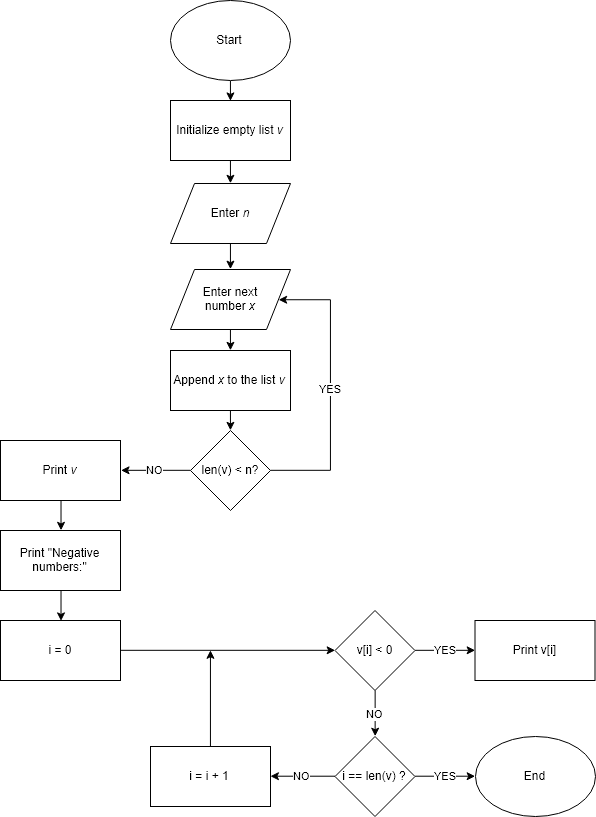 Start
Initialize empty list v
Enter n
Enter next
number x
Append x to the list v
YES
len(v) < n?
NO
Print v
Print "Negative
numbers:"
i = 0
v[i] < 0
YES
Print v[i]
NO
i == len(v) ?
YES
End
NO
i = i + 1